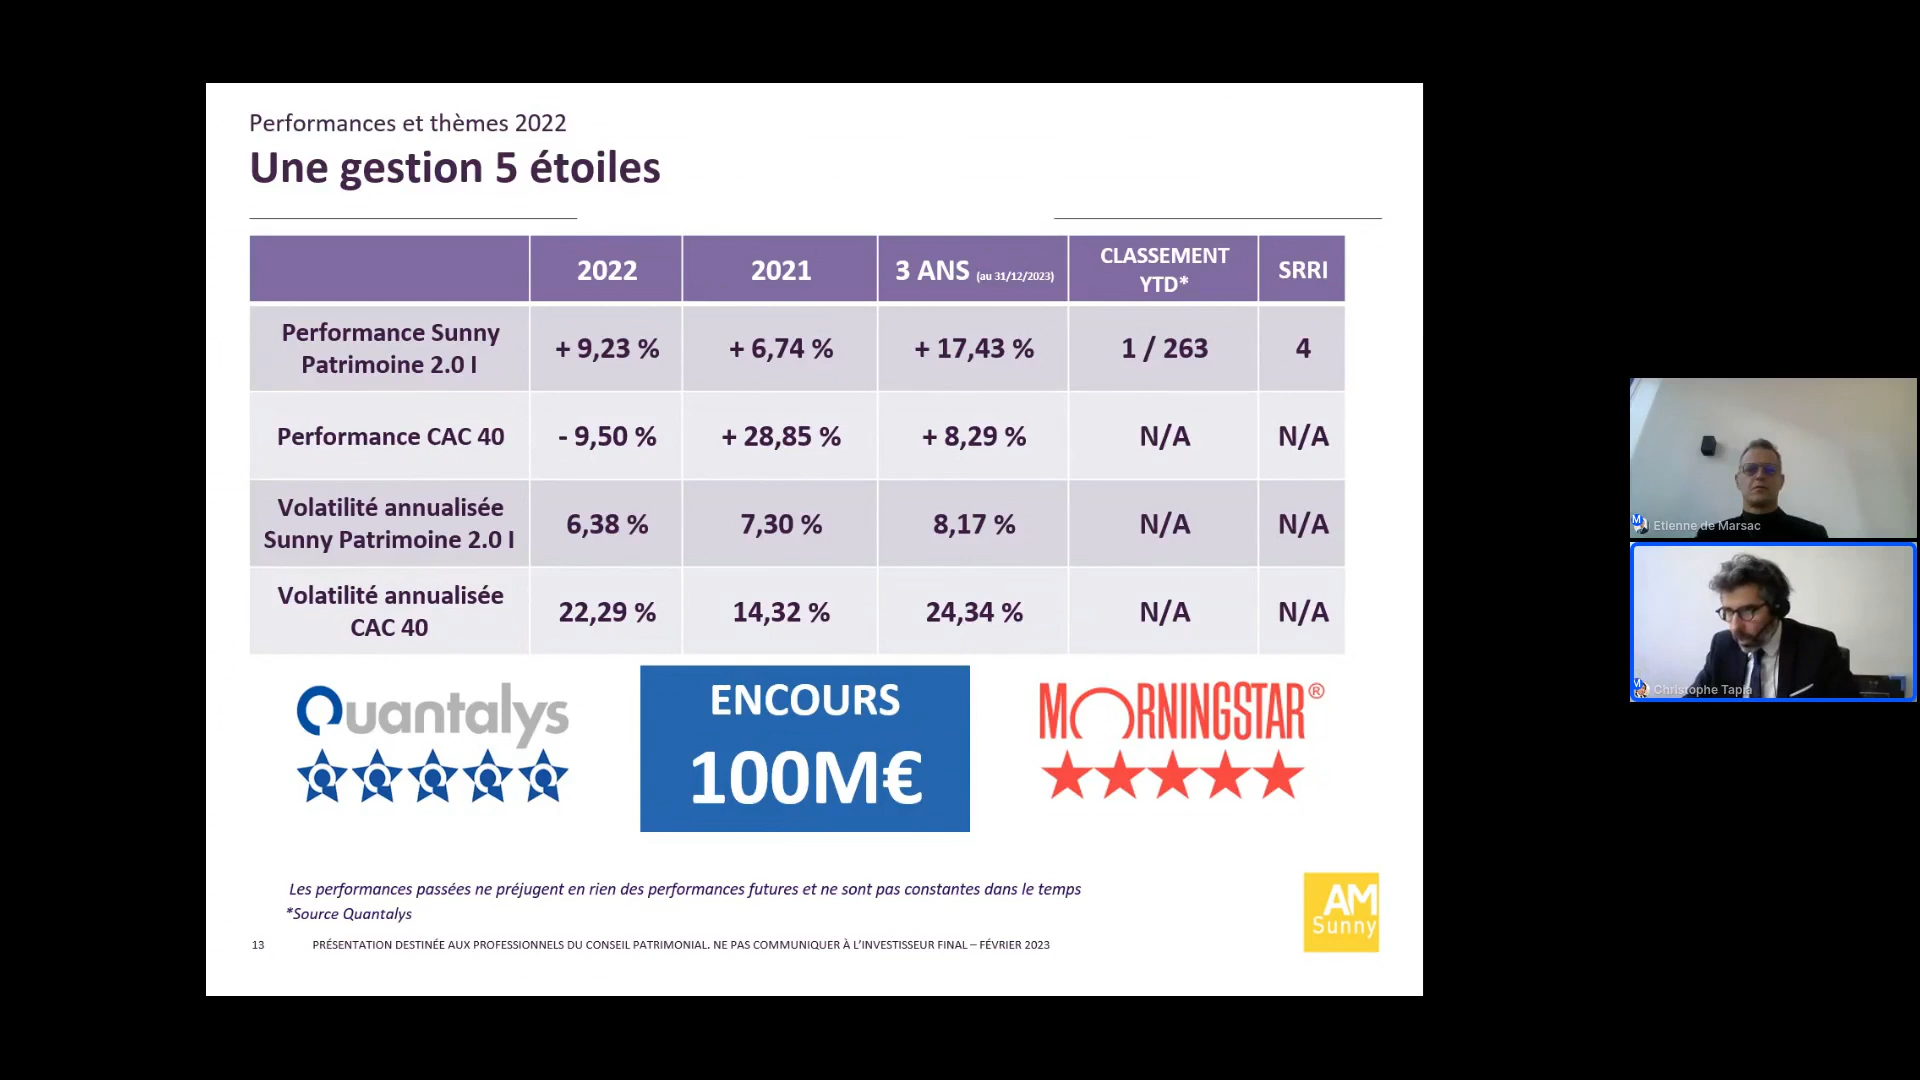 Performances et thèmes 2022
Une gestion 5 étoiles
2022
2021
3 ANS (au 31/12/2023)
CLASSEMENT
YTD*
SRRI
Performance Sunny
Patrimoine 2.0 I
+ 9,23 %
+ 6,74 %
+ 17,43 %
1 / 263
4
Performance CAC 40
- 9,50 %
+ 28,85 %
+ 8,29 %
N/A
N/A
Volatilité annualisée
Sunny Patrimoine 2.0 I
6,38 %
7,30 %
8,17 %
N/A
N/A
Volatilité annualisée
CAC 40
22,29 %
14,32 %
24,34 %
N/A
N/A
Quantalys
ENCOURS
100M€
MORNINGSTAR®
Les performances passées ne préjugent en rien des performances futures et ne sont pas constantes dans le temps
*Source Quantalys
AM
Sunny
13
PRÉSENTATION DESTINÉE AUX PROFESSIONNELS DU CONSEIL PATRIMONIAL. NE PAS COMMUNIQUER À L'INVESTISSEUR FINAL – FÉVRIER 2023
M
Etienne de Marsac
M
Christophe Tapia